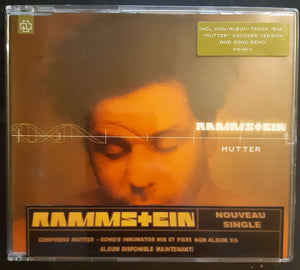 INCL. NON-ALBUM-TRACK "5/4"
"MUTTER" VOCODER VERSION
AND SONO REMIX
RAMMSTEIN
MUTTER
RAMMSTEIN
NOUVEAU
SINGLE
COMPREND MUTTER - SONO'S INKUNATOR MIX ET PISTE NON ALBUM 5/4
ALBUM DISPONIBLE MAINTENANT!